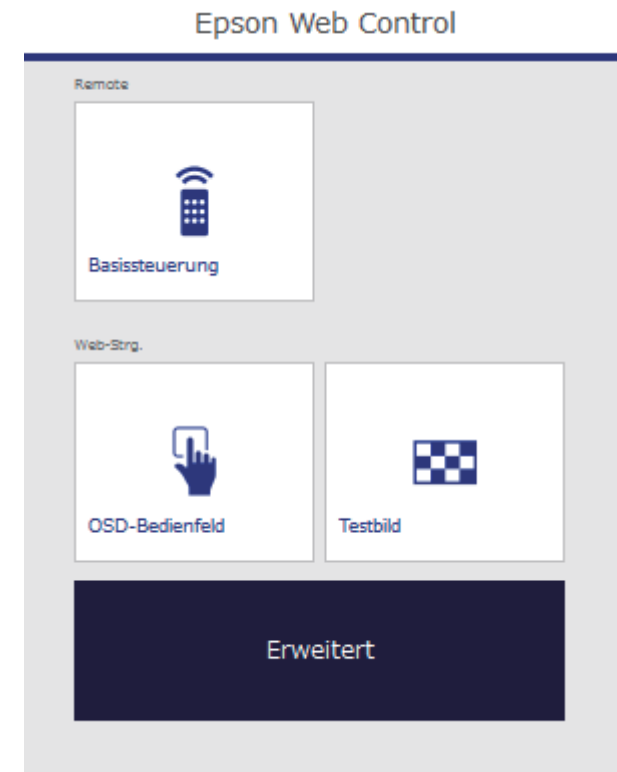 Epson Web Control
Remote
Basissteuerung
Web-Strg.
OSD-Bedienfeld
Testbild
Erweitert